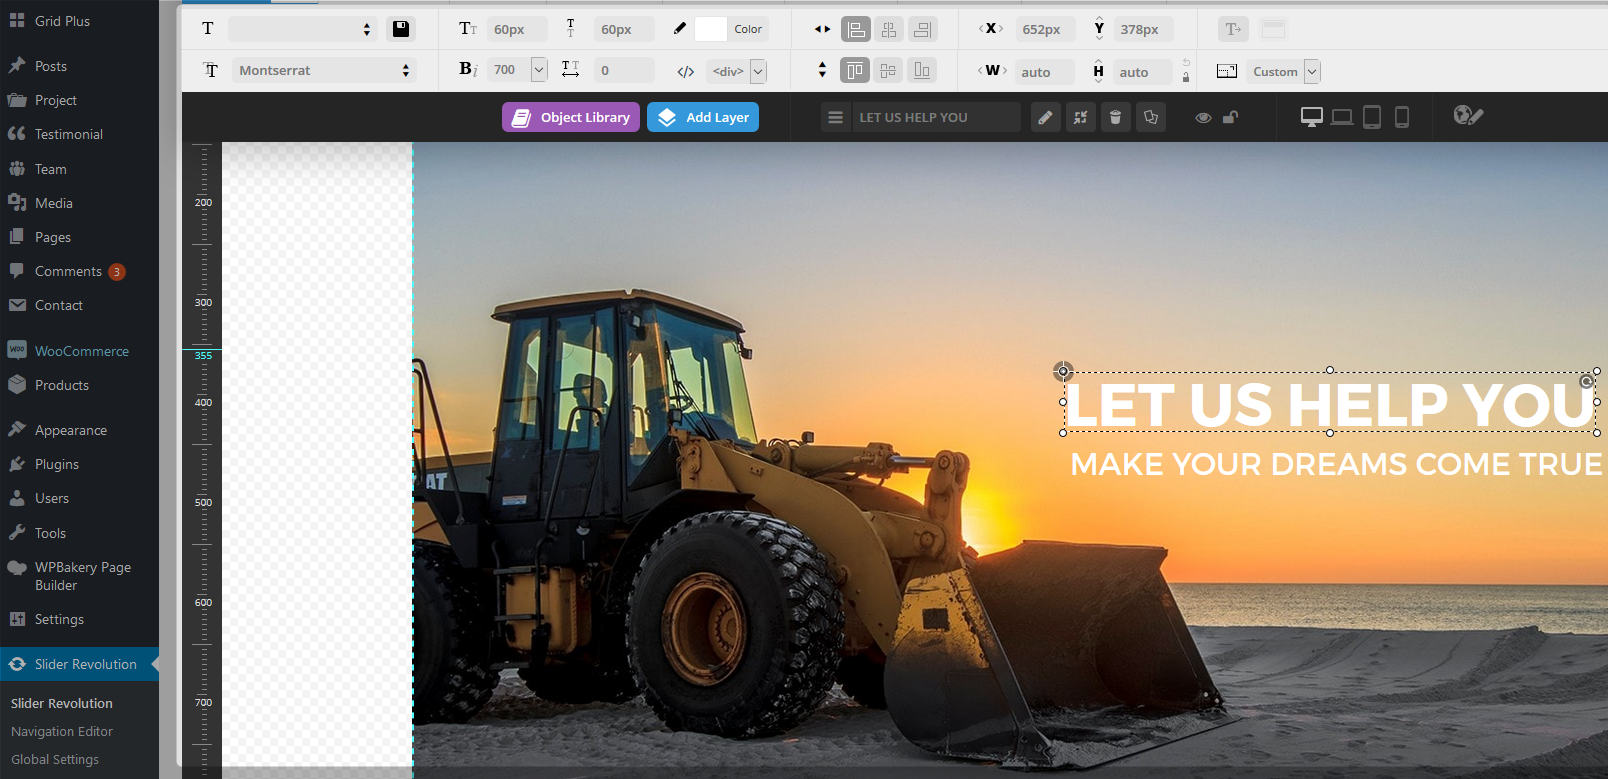 Grid Plus
Posts
Project
Testimonial
Team
Media
Pages
Comments 3
Contact
WooCommerce
Products
Appearance
Plugins
Users
Tools
WPBakery Page
Builder
Settings
Slider Revolution
Slider Revolution
Navigation Editor
Global Settings
60px 60px Color X 652px Y 378px
Montserrat 700 0 <div> W auto H auto Custom
Object Library Add Layer LET US HELP YOU
200
300
355
400
500
600
700
LET US HELP YOU
MAKE YOUR DREAMS COME TRUE
AT